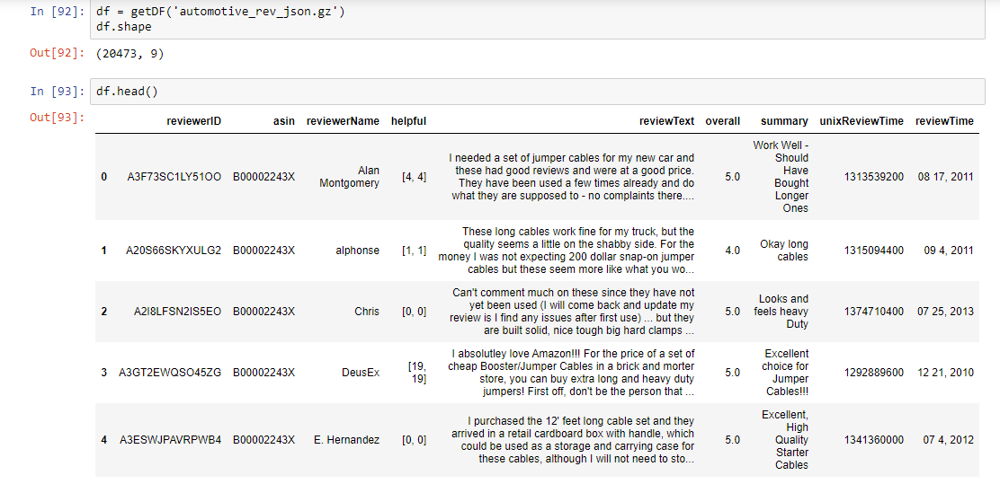 In [92]: df = getDF('automotive_rev_json.gz')
df.shape
Out[92]: (20473, 9)
In [93]: df.head()
Out[93]:
reviewerID asin reviewerName helpful reviewText overall summary unixReviewTime reviewTime
0 A3F73SC1LY51OO B00002243X Alan Montgomery [4, 4] I needed a set of jumper cables for my new car and
these had good reviews and were at a good price.
They have been used a few times already and do
what they are supposed to - no complaints there....
5.0 Work Well -
Should
Have
Bought
Longer
Ones
1313539200 08 17, 2011
1 A20S66SKYXULG2 B00002243X alphonse [1, 1] These long cables work fine for my truck, but the
quality seems a little on the shabby side. For the
money I was not expecting 200 dollar snap-on jumper
cables but these seem more like what you wo...
4.0 Okay long
cables
1315094400 09 4, 2011
2 A2I8LFSN2IS5EO B00002243X Chris [0, 0] Can't comment much on these since they have not
yet been used (I will come back and update my
review is I find any issues after first use) ... but they
are built solid, nice tough big hard clamps ...
5.0 Looks and
feels heavy
Duty
1374710400 07 25, 2013
3 A3GT2EWQSO45ZG B00002243X DeusEx [19,
19]
I absolutley love Amazon!!! For the price of a set of
cheap Booster/Jumper Cables in a brick and morter
store, you can buy extra long and heavy duty
jumpers! First off, don't be the person that ...
5.0 Excellent
choice for
Jumper
Cables!!!
1292889600 12 21, 2010
4 A3ESWJPAVRPWB4 B00002243X E. Hernandez [0, 0] I purchased the 12' feet long cable set and they
arrived in a retail cardboard box with handle, which
could be used as a storage and carrying case for
these cables, although I will not need to sto...
5.0 Excellent,
High
Quality
Starter
Cables
1341360000 07 4, 2012